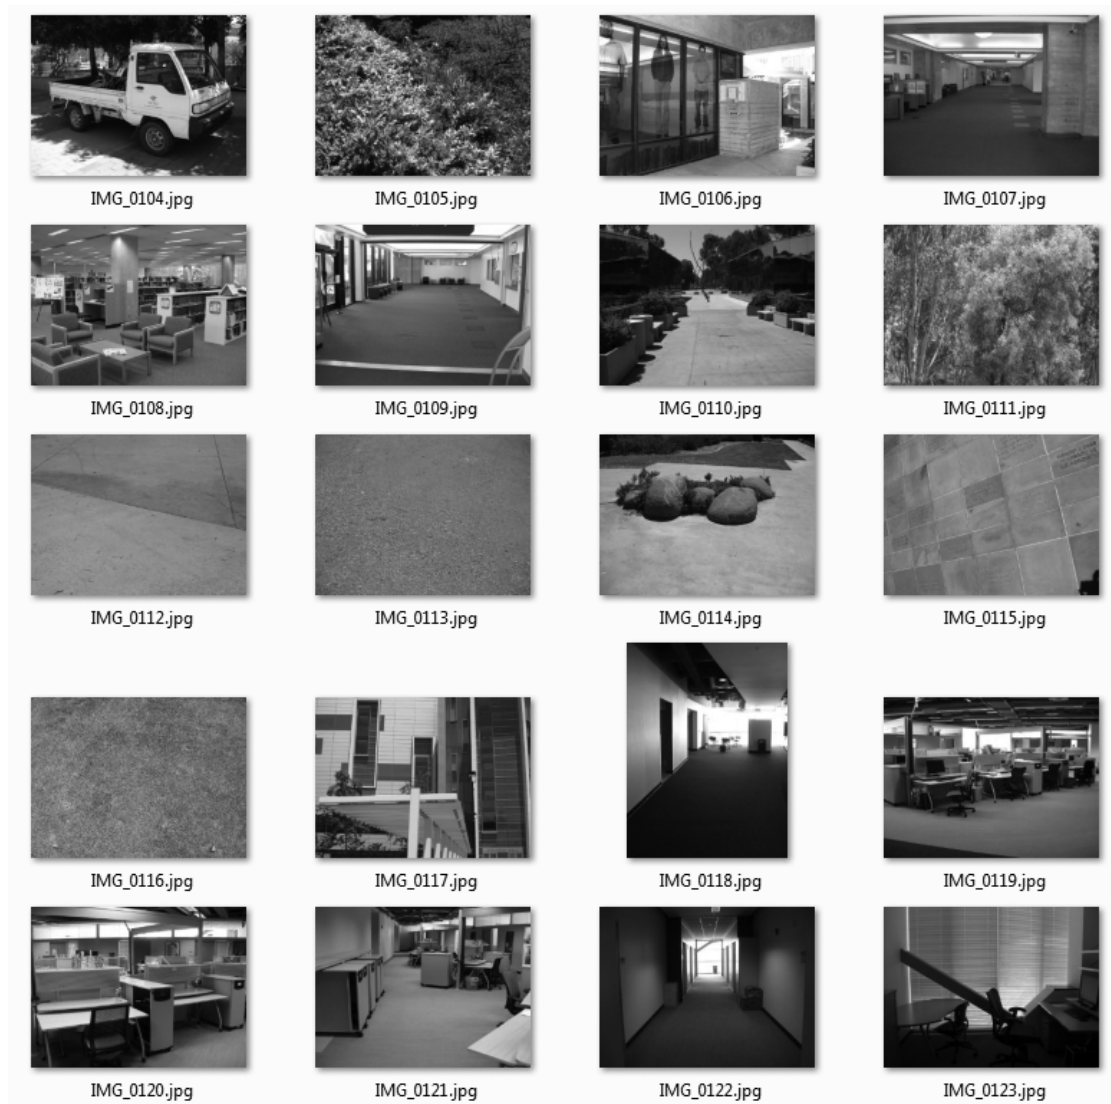 IMG_0104.jpg IMG_0105.jpg IMG_0106.jpg IMG_0107.jpg
IMG_0108.jpg IMG_0109.jpg IMG_0110.jpg IMG_0111.jpg
IMG_0112.jpg IMG_0113.jpg IMG_0114.jpg IMG_0115.jpg
IMG_0116.jpg IMG_0117.jpg IMG_0118.jpg IMG_0119.jpg
IMG_0120.jpg IMG_0121.jpg IMG_0122.jpg IMG_0123.jpg